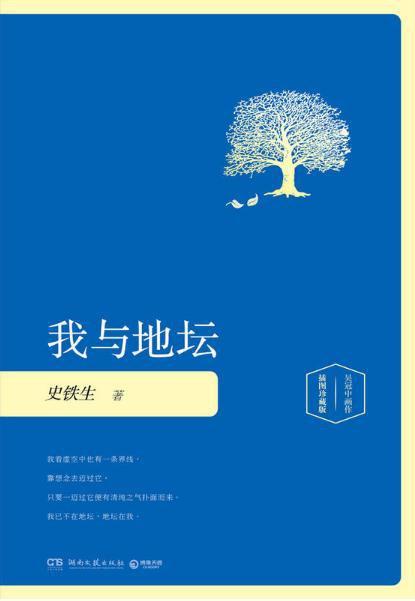 我与地坛
史铁生 著
吴冠中画作
插图珍藏版
我看虚空中也有一条界线，
靠想念去迈过它，
只要一迈过它便有清纯之气扑面而来。
我已不在地坛，地坛在我。
湖南文艺出版社
博集天卷
CS-BOOKY